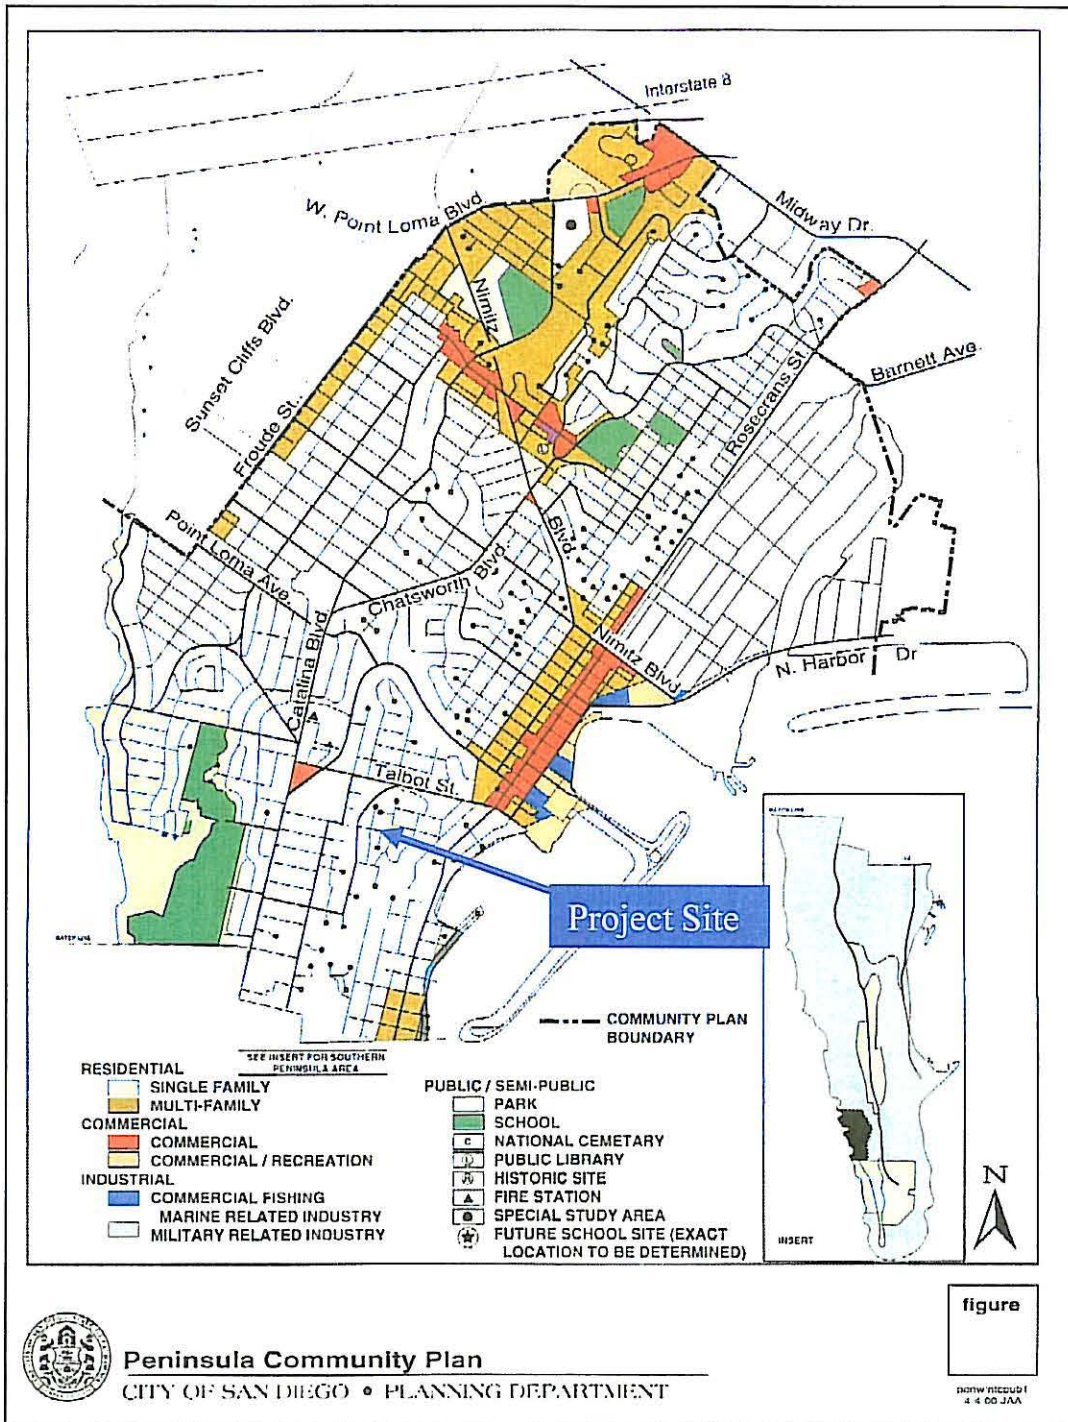 Interstate 8
W. Point Loma Blvd.
Midway Dr.
Nimitz
Sunset Cliffs Blvd.
Froude St.
Barnett Ave.
Rosecrans St.
Point Loma Ave.
Blvd.
Chatsworth Blvd.
Catalina Blvd.
Nimitz Blvd
N. Harbor Dr
Talbot St.
Project Site
COMMUNITY PLAN
BOUNDARY
SEE INSERT FOR SOUTHERN
PENINSULA AREA
RESIDENTIAL
SINGLE FAMILY
MULTI-FAMILY
COMMERCIAL
COMMERCIAL
COMMERCIAL / RECREATION
INDUSTRIAL
COMMERCIAL FISHING
MARINE RELATED INDUSTRY
MILITARY RELATED INDUSTRY
PUBLIC / SEMI-PUBLIC
PARK
SCHOOL
C NATIONAL CEMETARY
PUBLIC LIBRARY
HISTORIC SITE
FIRE STATION
SPECIAL STUDY AREA
FUTURE SCHOOL SITE (EXACT
LOCATION TO BE DETERMINED)
INSERT
N
figure
Peninsula Community Plan
CITY OF SAN DIEGO • PLANNING DEPARTMENT